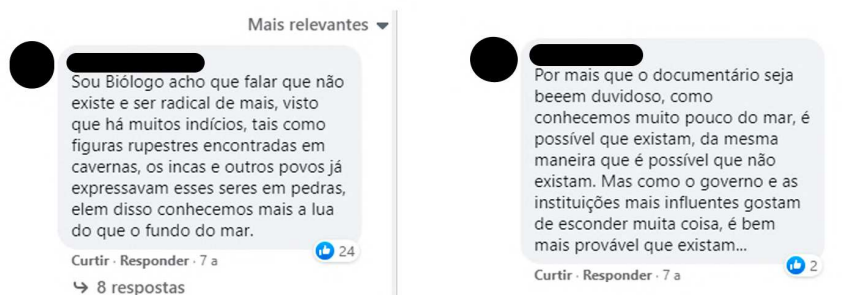 Mais relevantes
Sou Biólogo acho que falar que não
existe e ser radical de mais, visto
que há muitos indícios, tais como
figuras rupestres encontradas em
cavernas, os incas e outros povos já
expressavam esses seres em pedras,
elem disso conhecemos mais a lua
do que o fundo do mar.
24
Curtir · Responder · 7 a
8 respostas
Por mais que o documentário seja
beeem duvidoso, como
conhecemos muito pouco do mar, é
possível que existam, da mesma
maneira que é possível que não
existam. Mas como o governo e as
instituições mais influentes gostam
de esconder muita coisa, é bem
mais provável que existam...
2
Curtir · Responder · 7 a